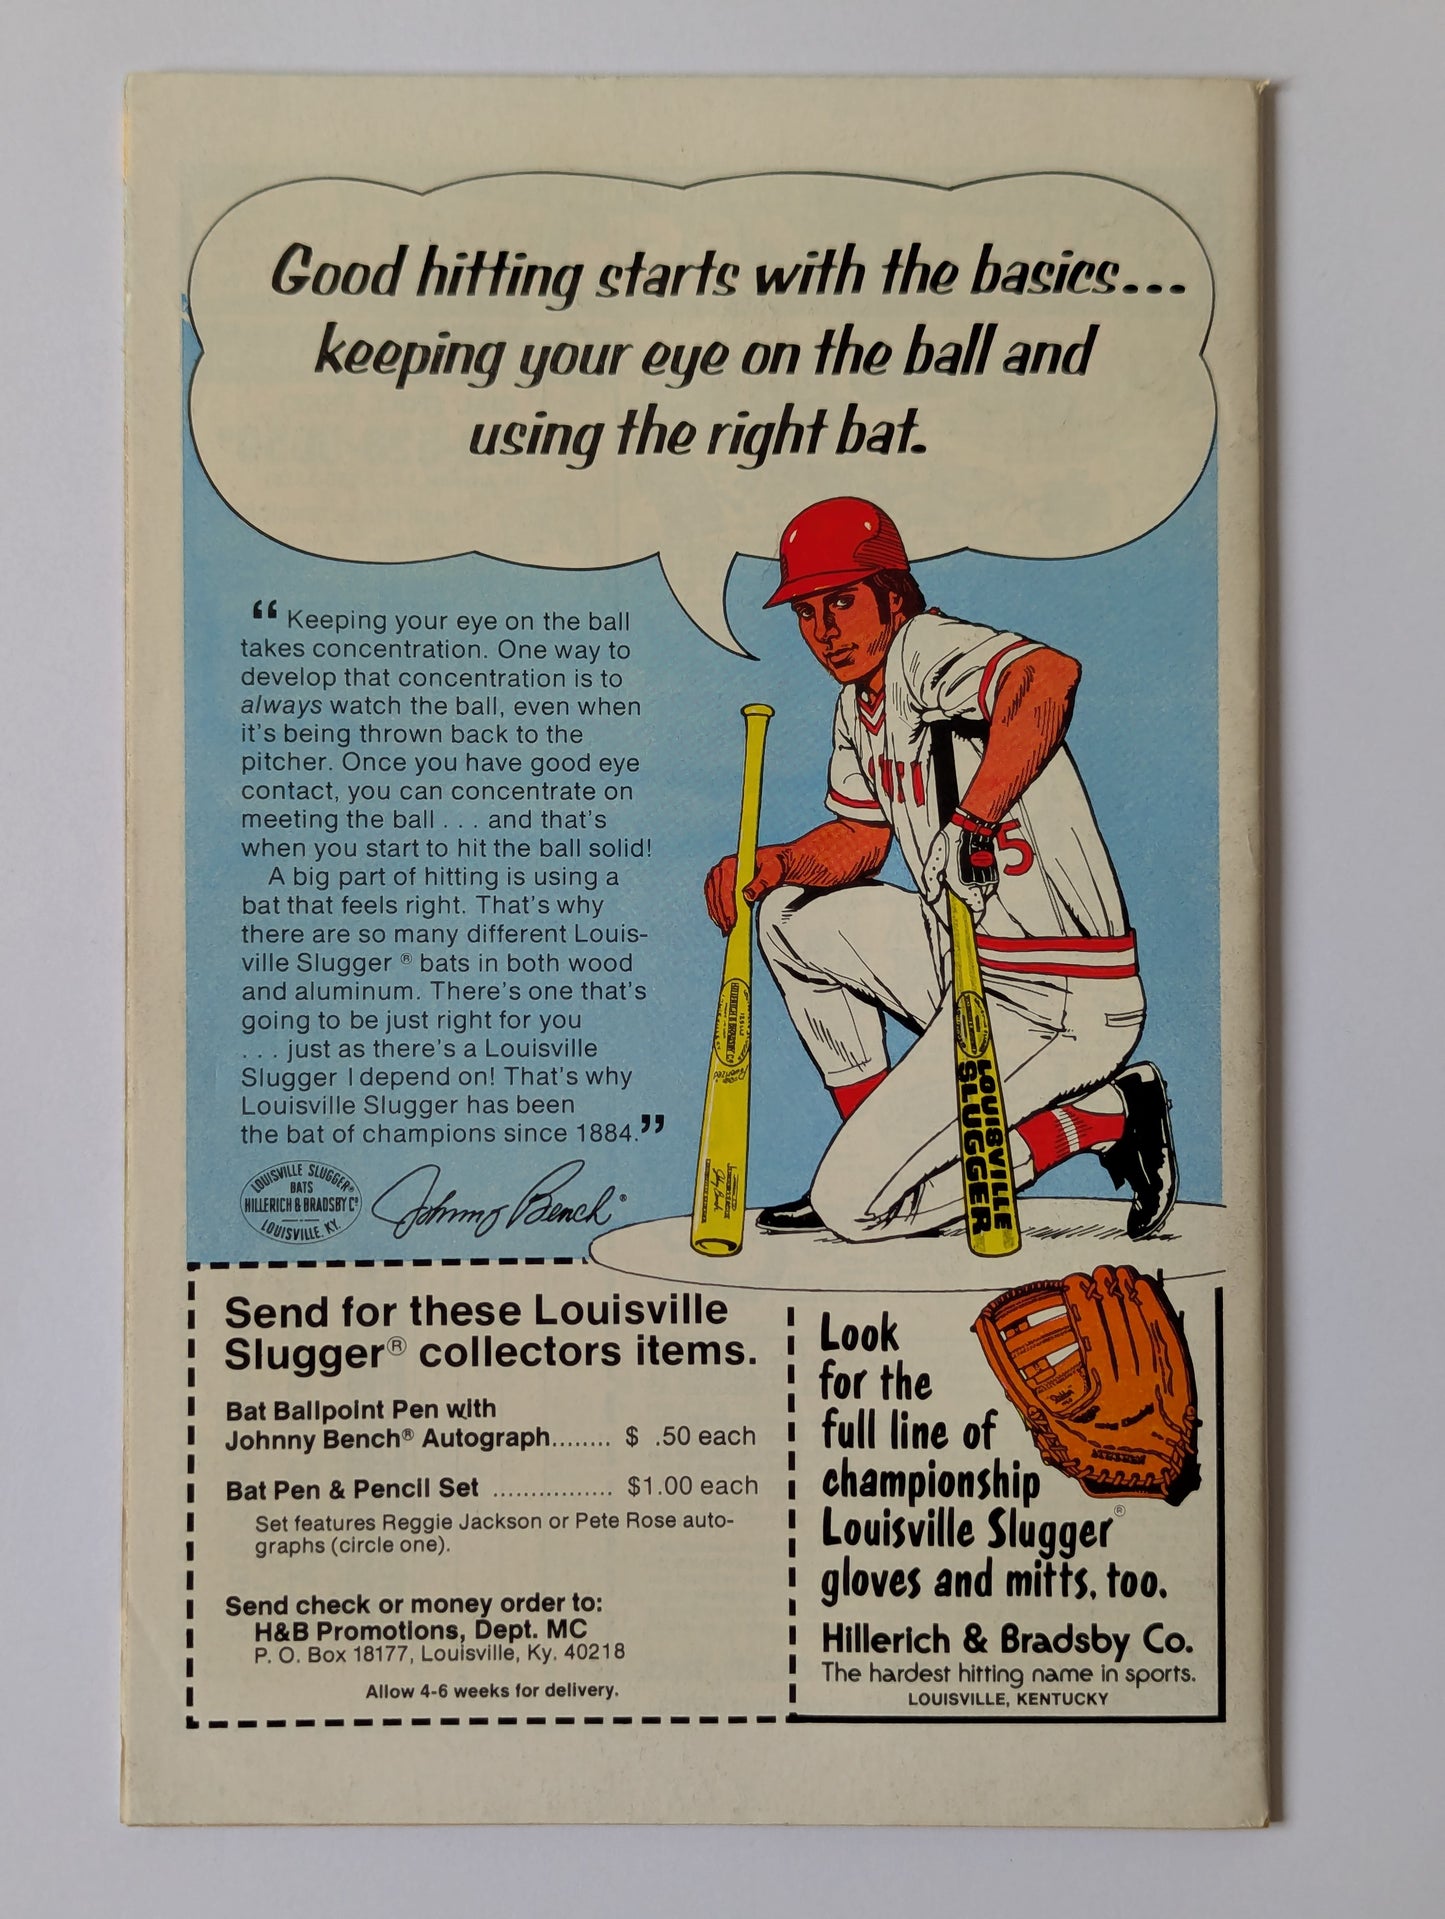 Good hitting starts with the basics...
keeping your eye on the ball and
using the right bat.
“ Keeping your eye on the ball
takes concentration. One way to
develop that concentration is to
always watch the ball, even when
it's being thrown back to the
pitcher. Once you have good eye
contact, you can concentrate on
meeting the ball . . . and that's
when you start to hit the ball solid!
A big part of hitting is using a
bat that feels right. That's why
there are so many different Louis-
ville Slugger ® bats in both wood
and aluminum. There's one that's
going to be just right for you
. . . just as there's a Louisville
Slugger I depend on! That's why
Louisville Slugger has been
the bat of champions since 1884.”
LOUISVILLE SLUGGER®
BATS
HILLERICH & BRADSBY Cº
LOUISVILLE. KY.
Johnny Bench®
5
HILLERICH & BRADSBY Cº
LOUISVILLE
SLUGGER
Send for these Louisville
Slugger® collectors items.
Bat Ballpoint Pen with
Johnny Bench® Autograph........ $ .50 each
Bat Pen & Pencil Set ................ $1.00 each
Set features Reggie Jackson or Pete Rose auto-
graphs (circle one).
Send check or money order to:
H&B Promotions, Dept. MC
P. O. Box 18177, Louisville, Ky. 40218
Allow 4-6 weeks for delivery.
Look
for the
full line of
championship
Louisville Slugger®
gloves and mitts, too.
Hillerich & Bradsby Co.
The hardest hitting name in sports.
LOUISVILLE, KENTUCKY